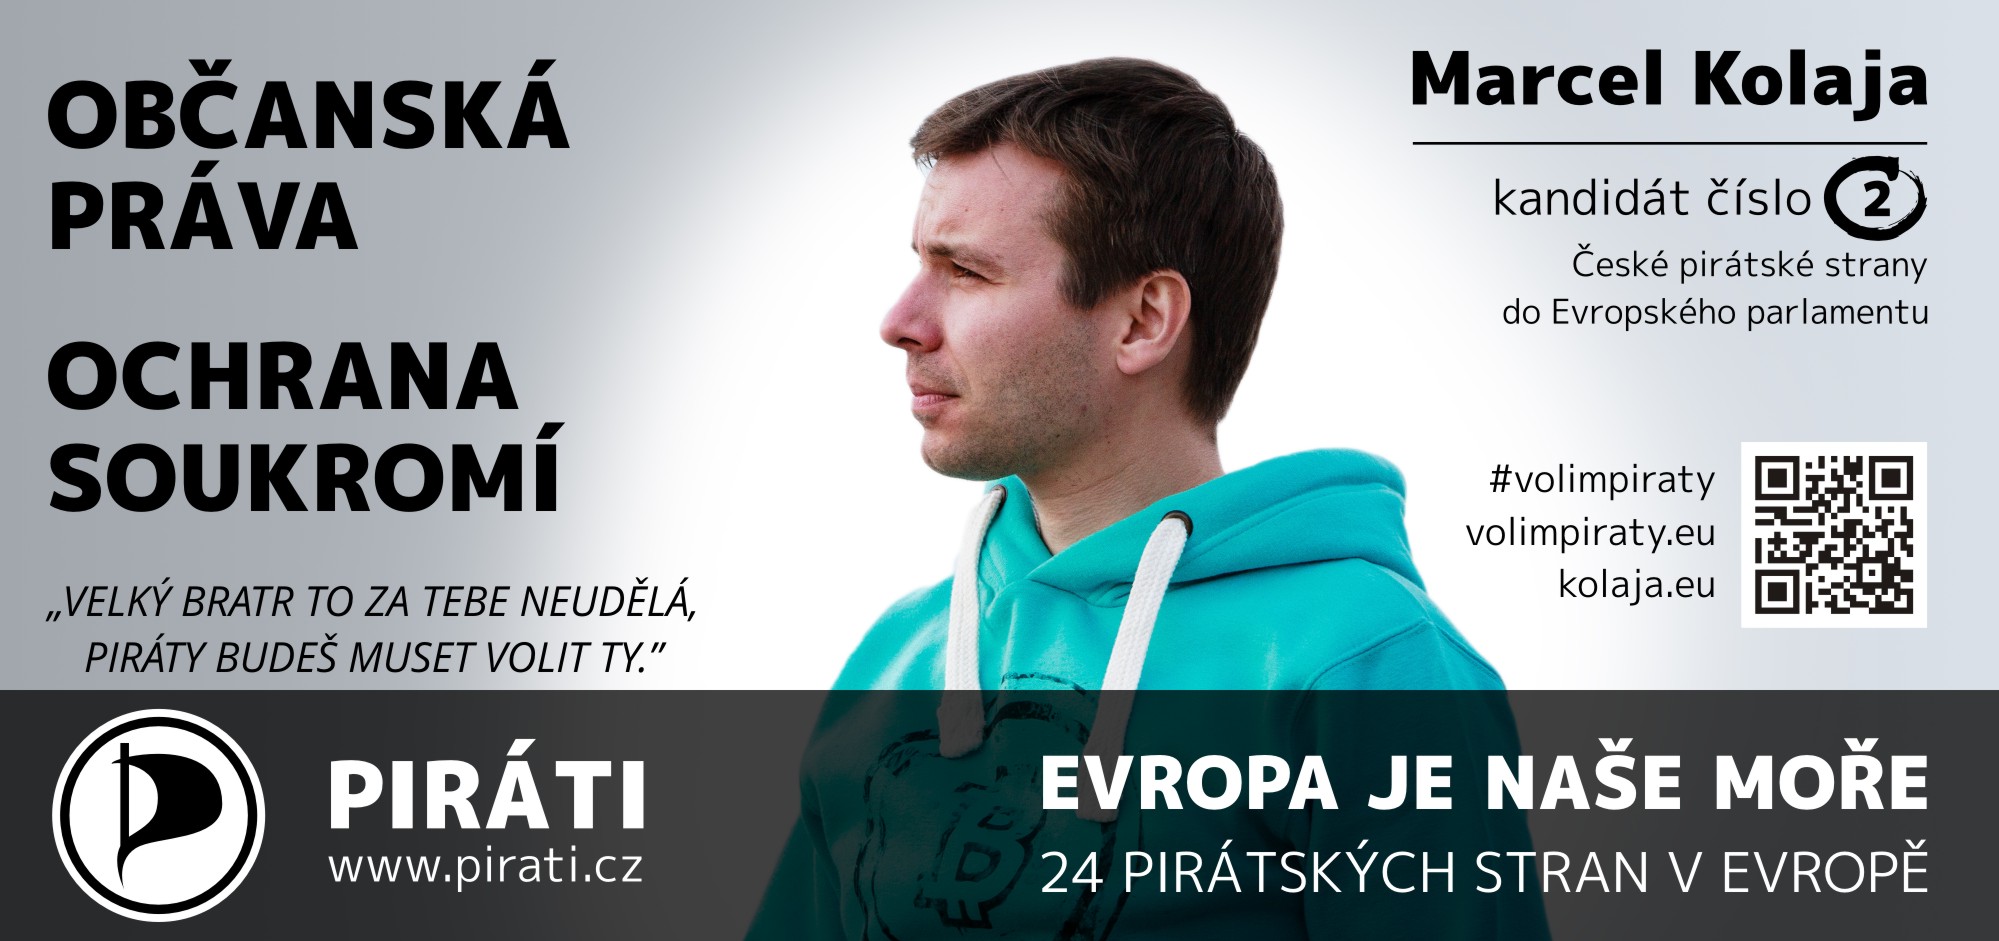 OBČANSKÁ
PRÁVA
OCHRANA
SOUKROMÍ
„VELKÝ BRATR TO ZA TEBE NEUDĚLÁ,
PIRÁTY BUDEŠ MUSET VOLIT TY.”
Marcel Kolaja
kandidát číslo 2
České pirátské strany
do Evropského parlamentu
#volimpiraty
volimpiraty.eu
kolaja.eu
PIRÁTI
www.pirati.cz
EVROPA JE NAŠE MOŘE
24 PIRÁTSKÝCH STRAN V EVROPĚ